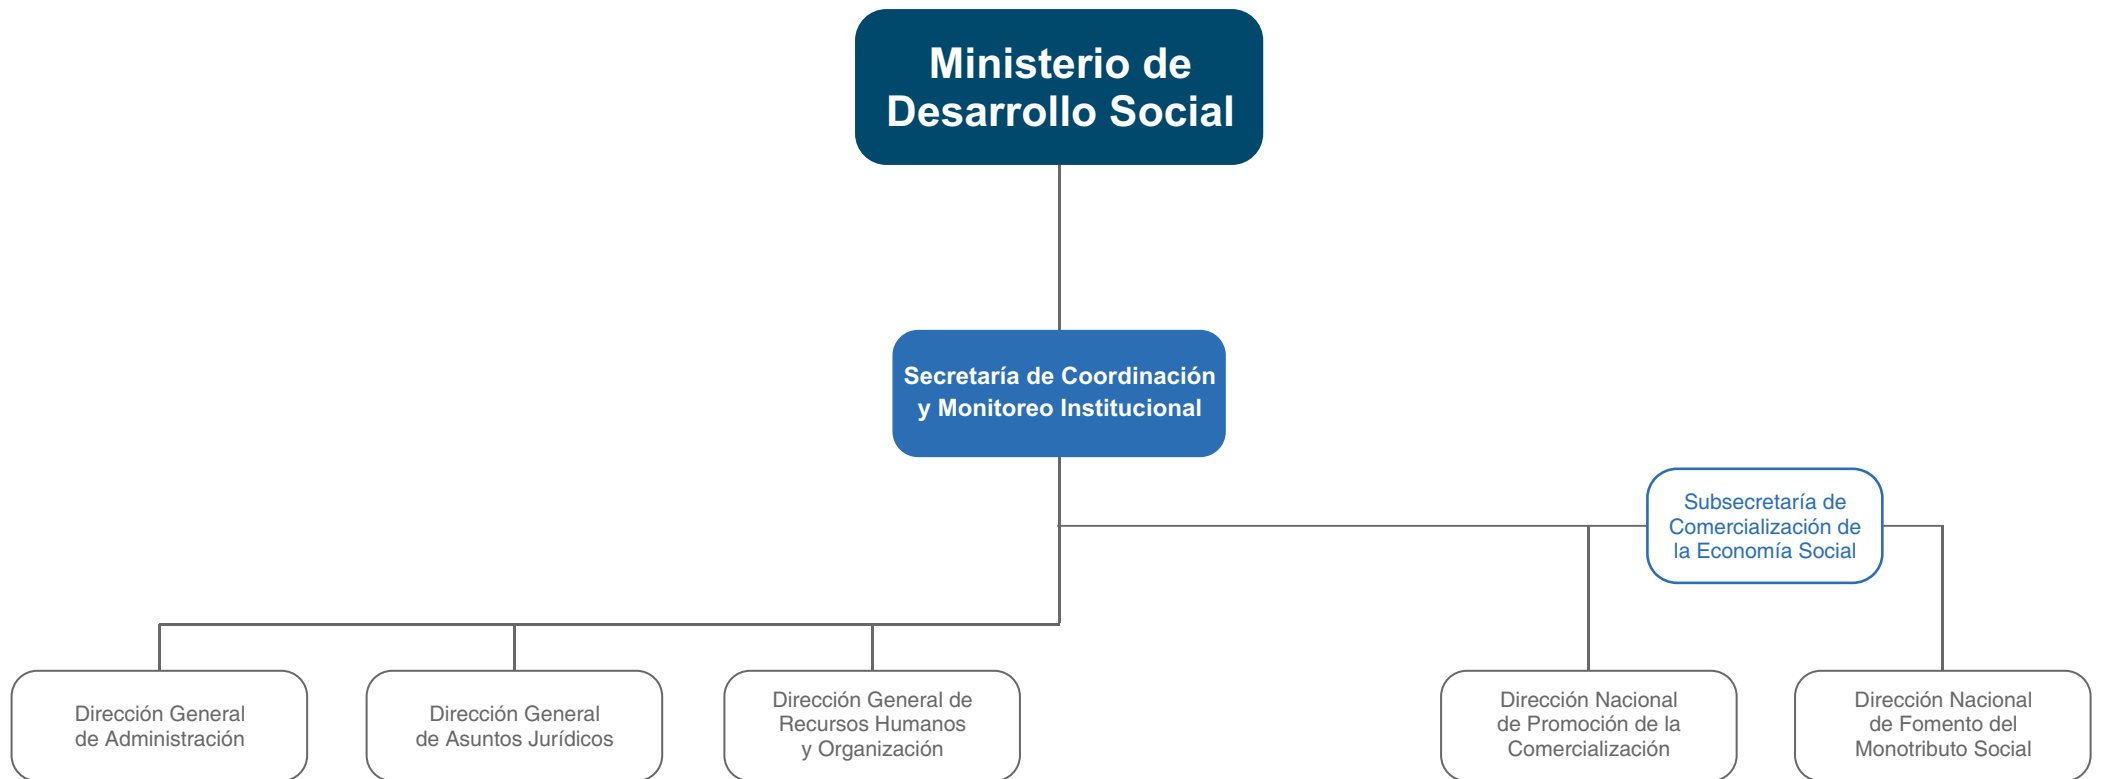 Ministerio de
Desarrollo Social
Secretaría de Coordinación
y Monitoreo Institucional
Subsecretaría de
Comercialización de
la Economía Social
Dirección General
de Administración
Dirección General
de Asuntos Jurídicos
Dirección General de
Recursos Humanos
y Organización
Dirección Nacional
de Promoción de la
Comercialización
Dirección Nacional
de Fomento del
Monotributo Social